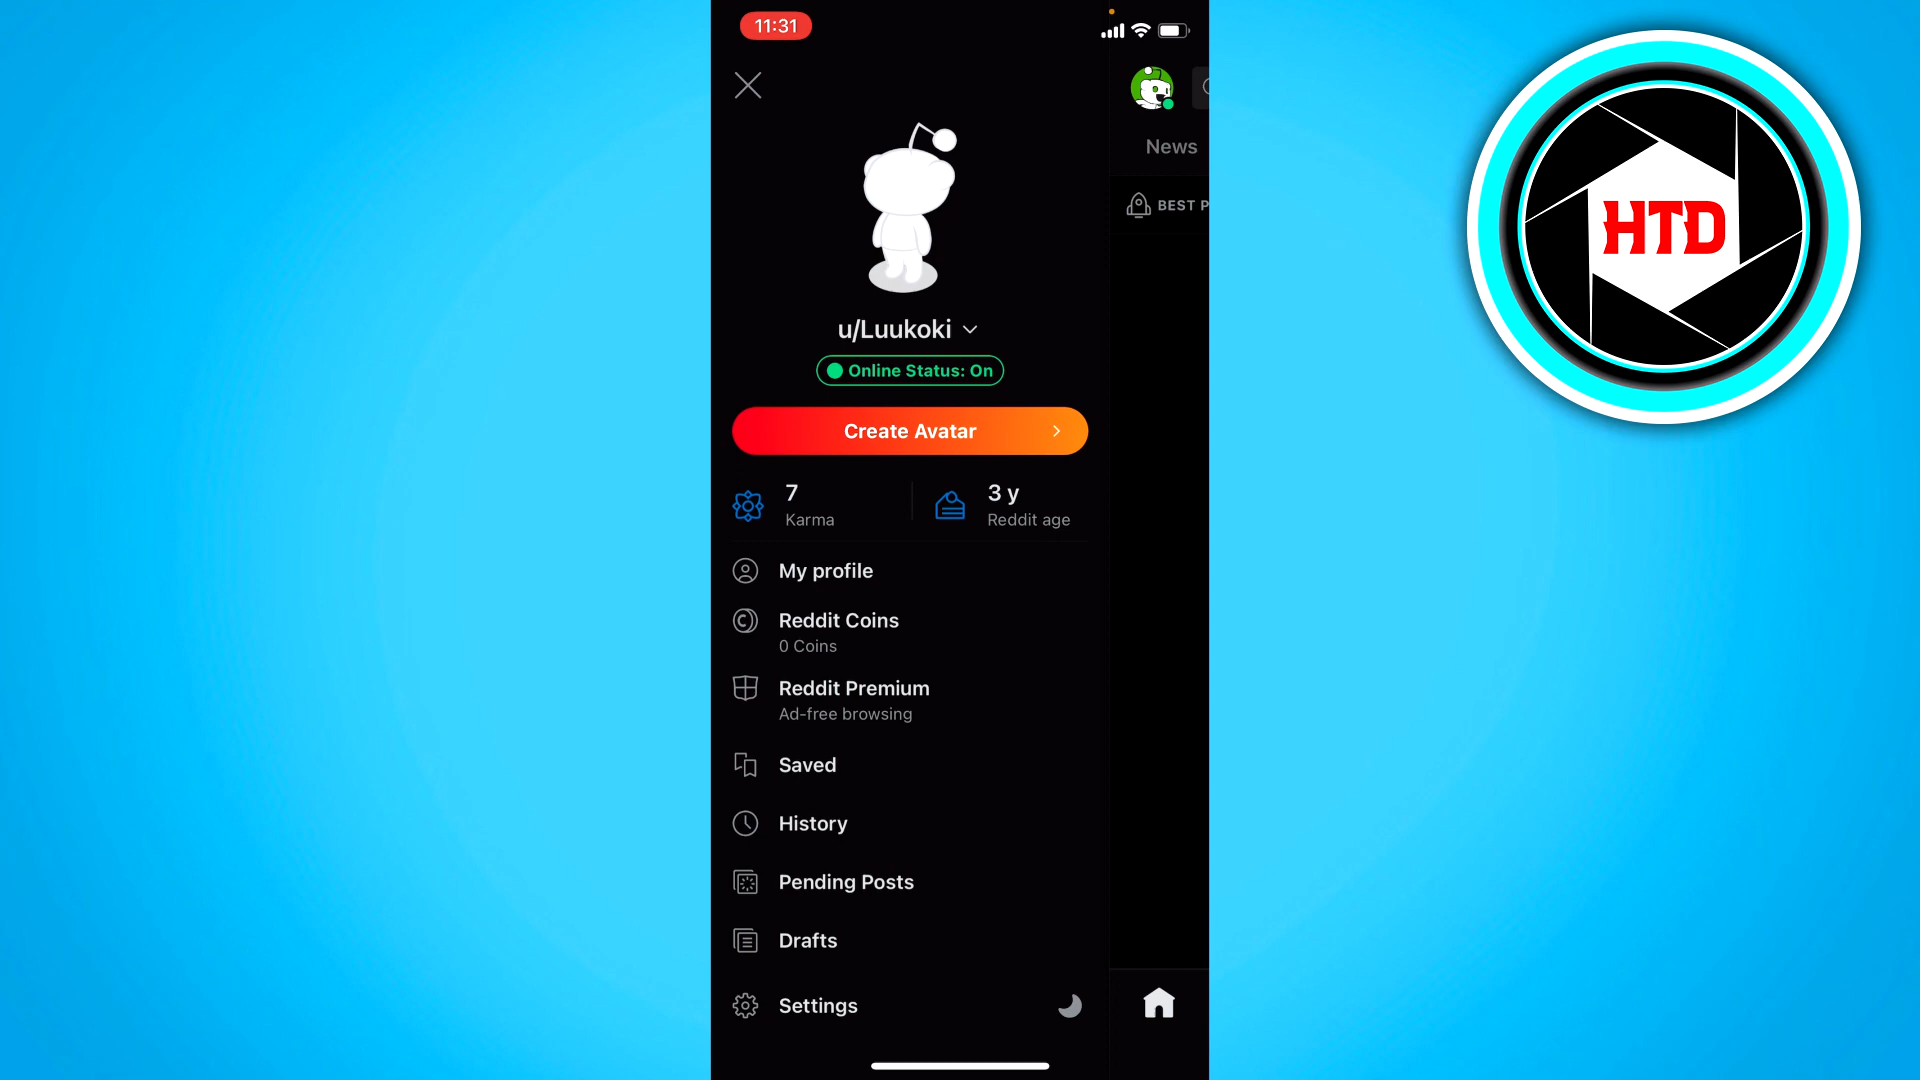 11:31
News
BEST P
u/Luukoki
Online Status: On
Create Avatar
7
Karma
3 y
Reddit age
My profile
Reddit Coins
0 Coins
Reddit Premium
Ad-free browsing
Saved
History
Pending Posts
Drafts
Settings
HTD